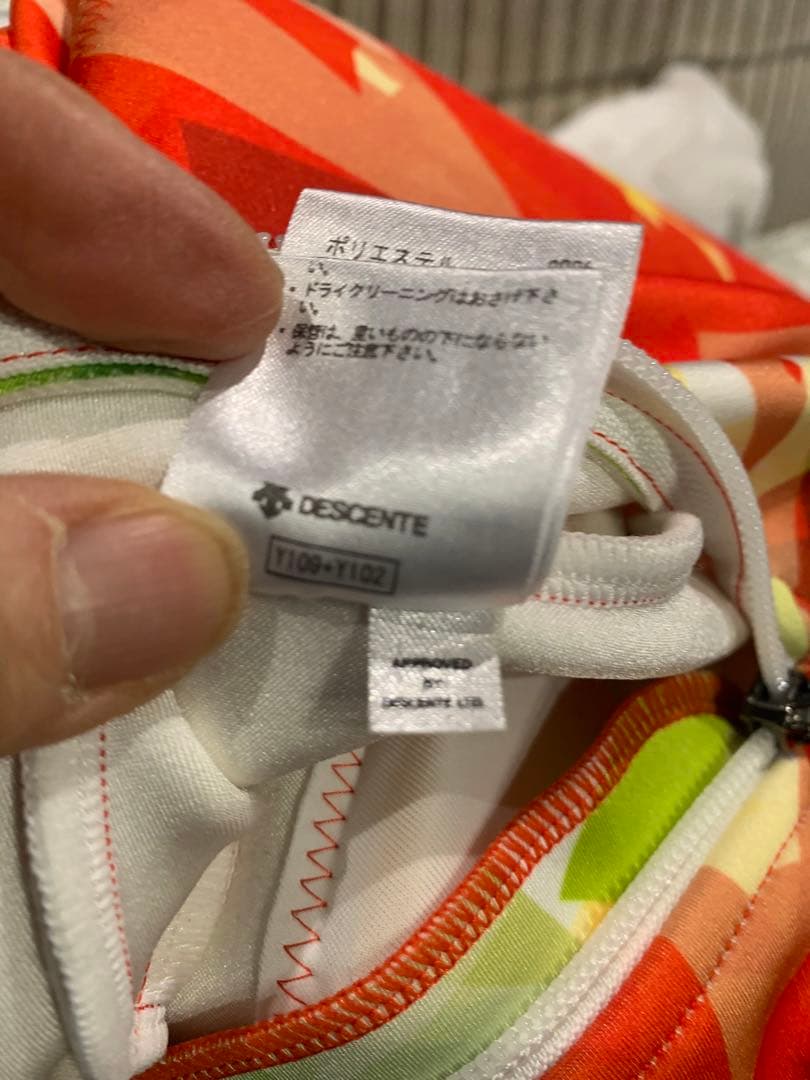 ポリエステル
い。
・ドライクリーニングはおさけ下さ
い。
・保管は、重いものの下にならない
ようにご注意下さい。
DESCENTE
Y109+Y102
APPROVED
BY
DESCENTE LTD.